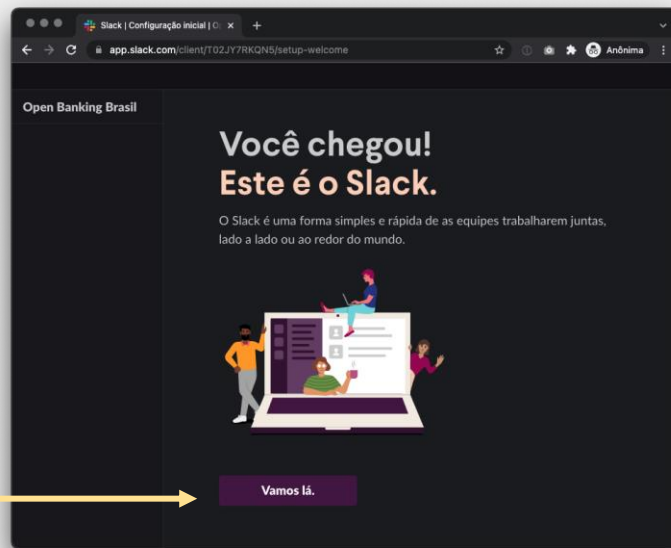 Slack | Configuração inicial | O
app.slack.com/client/T02JY7RKQN5/setup-welcome
Anônima
Open Banking Brasil
Você chegou!
Este é o Slack.
O Slack é uma forma simples e rápida de as equipes trabalharem juntas,
lado a lado ou ao redor do mundo.
Vamos lá.